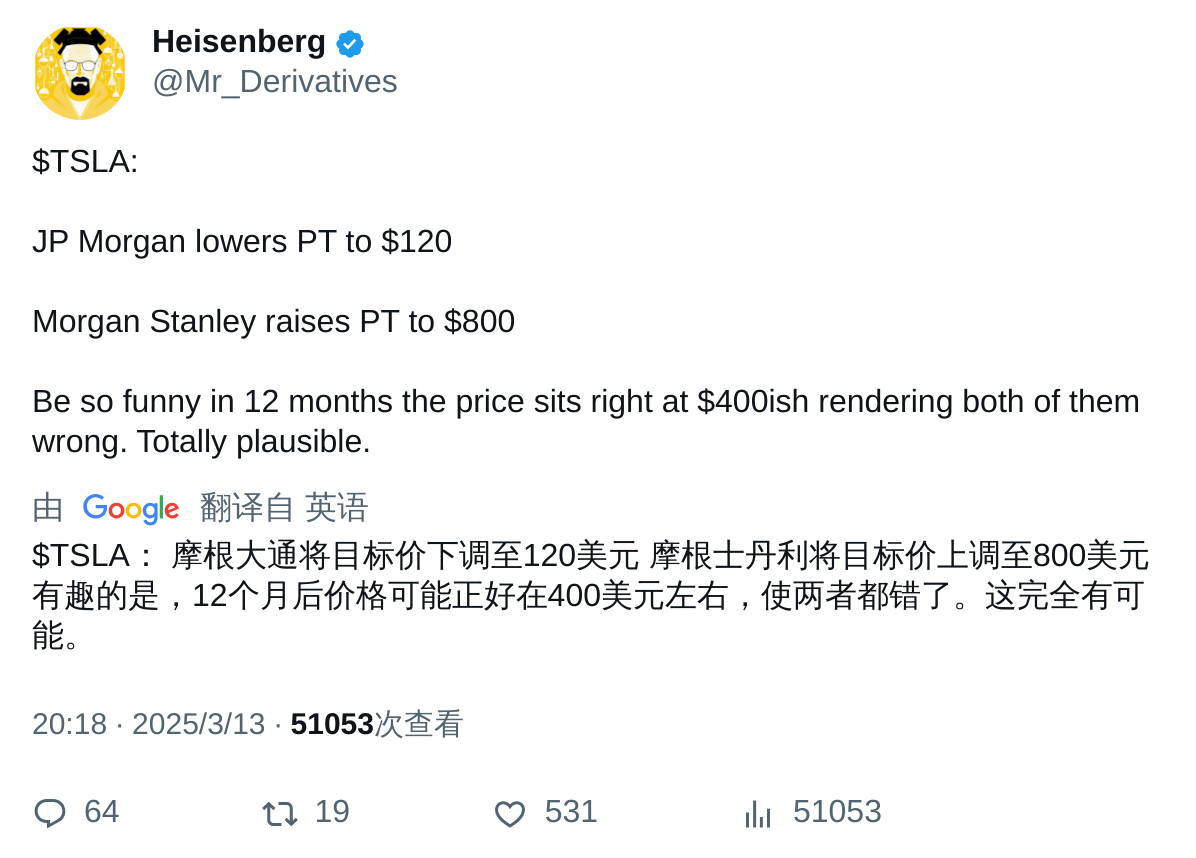 Heisenberg
@Mr_Derivatives
$TSLA:
JP Morgan lowers PT to $120
Morgan Stanley raises PT to $800
Be so funny in 12 months the price sits right at $400ish rendering both of them
wrong. Totally plausible.
由 Google 翻译自 英语
$TSLA： 摩根大通将目标价下调至120美元 摩根士丹利将目标价上调至800美元
有趣的是，12个月后价格可能正好在400美元左右，使两者都错了。这完全有可
能。
20:18 · 2025/3/13 · 51053次查看
64 19 531 51053